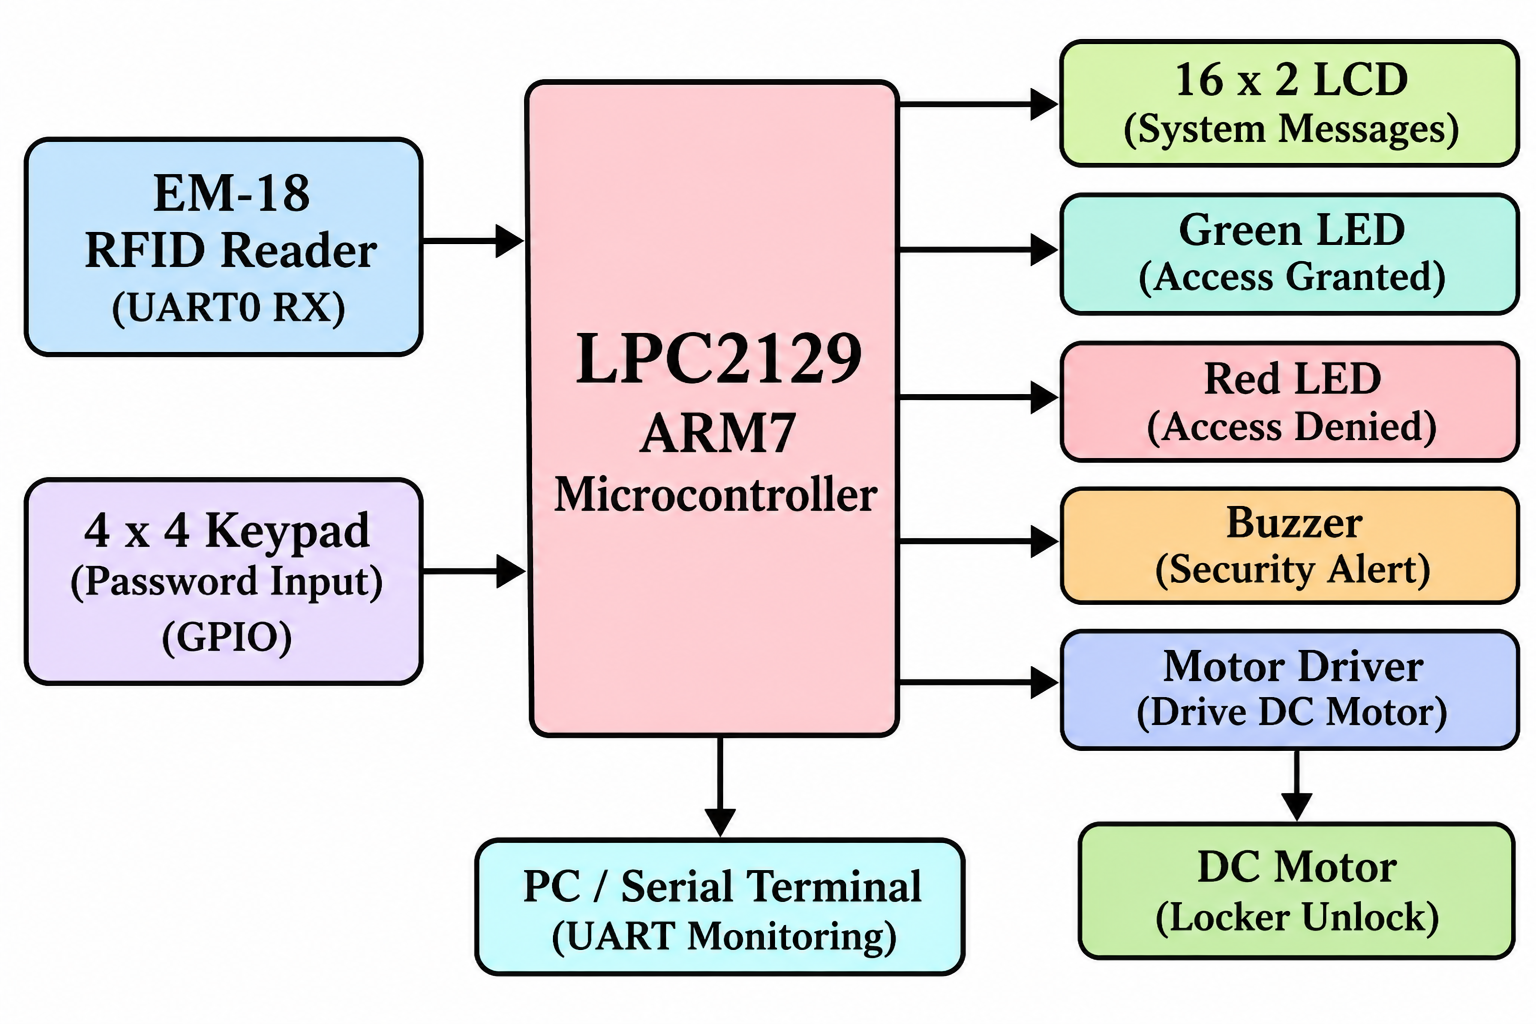 EM-18
RFID Reader
(UART0 RX)
4 x 4 Keypad
(Password Input)
(GPIO)
LPC2129
ARM7
Microcontroller
16 x 2 LCD
(System Messages)
Green LED
(Access Granted)
Red LED
(Access Denied)
Buzzer
(Security Alert)
Motor Driver
(Drive DC Motor)
DC Motor
(Locker Unlock)
PC / Serial Terminal
(UART Monitoring)